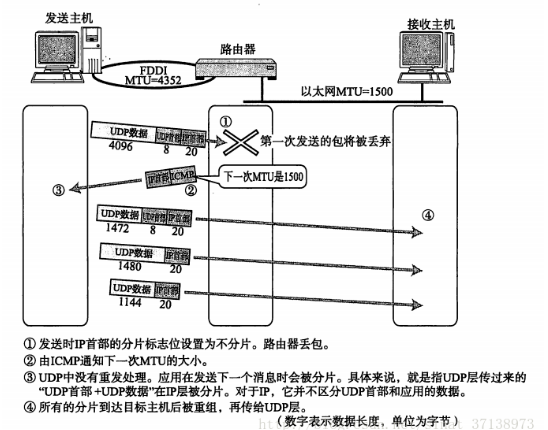 发送主机
接收主机
路由器
FDDI
MTU=4352
以太网MTU=1500
①
UDP数据 UDP首部 IP首部
4096 8 20
第一次发送的包将被丢弃
IP首部 ICMP
下一次MTU是1500
②
③
④
UDP数据 UDP首部 IP首部
1472 8 20
UDP数据 IP首部
1480 20
UDP数据 IP首部
1144 20
① 发送时IP首部的分片标志位设置为不分片。路由器丢包。
② 由ICMP通知下一次MTU的大小。
③ UDP中没有重发处理。应用在发送下一个消息时会被分片。具体来说，就是指UDP层传过来的
“UDP首部+UDP数据”在IP层被分片。对于IP，它并不区分UDP首部和应用的数据。
④ 所有的分片到达目标主机后被重组，再传给UDP层。
（数字表示数据长度，单位为字节）
37138973